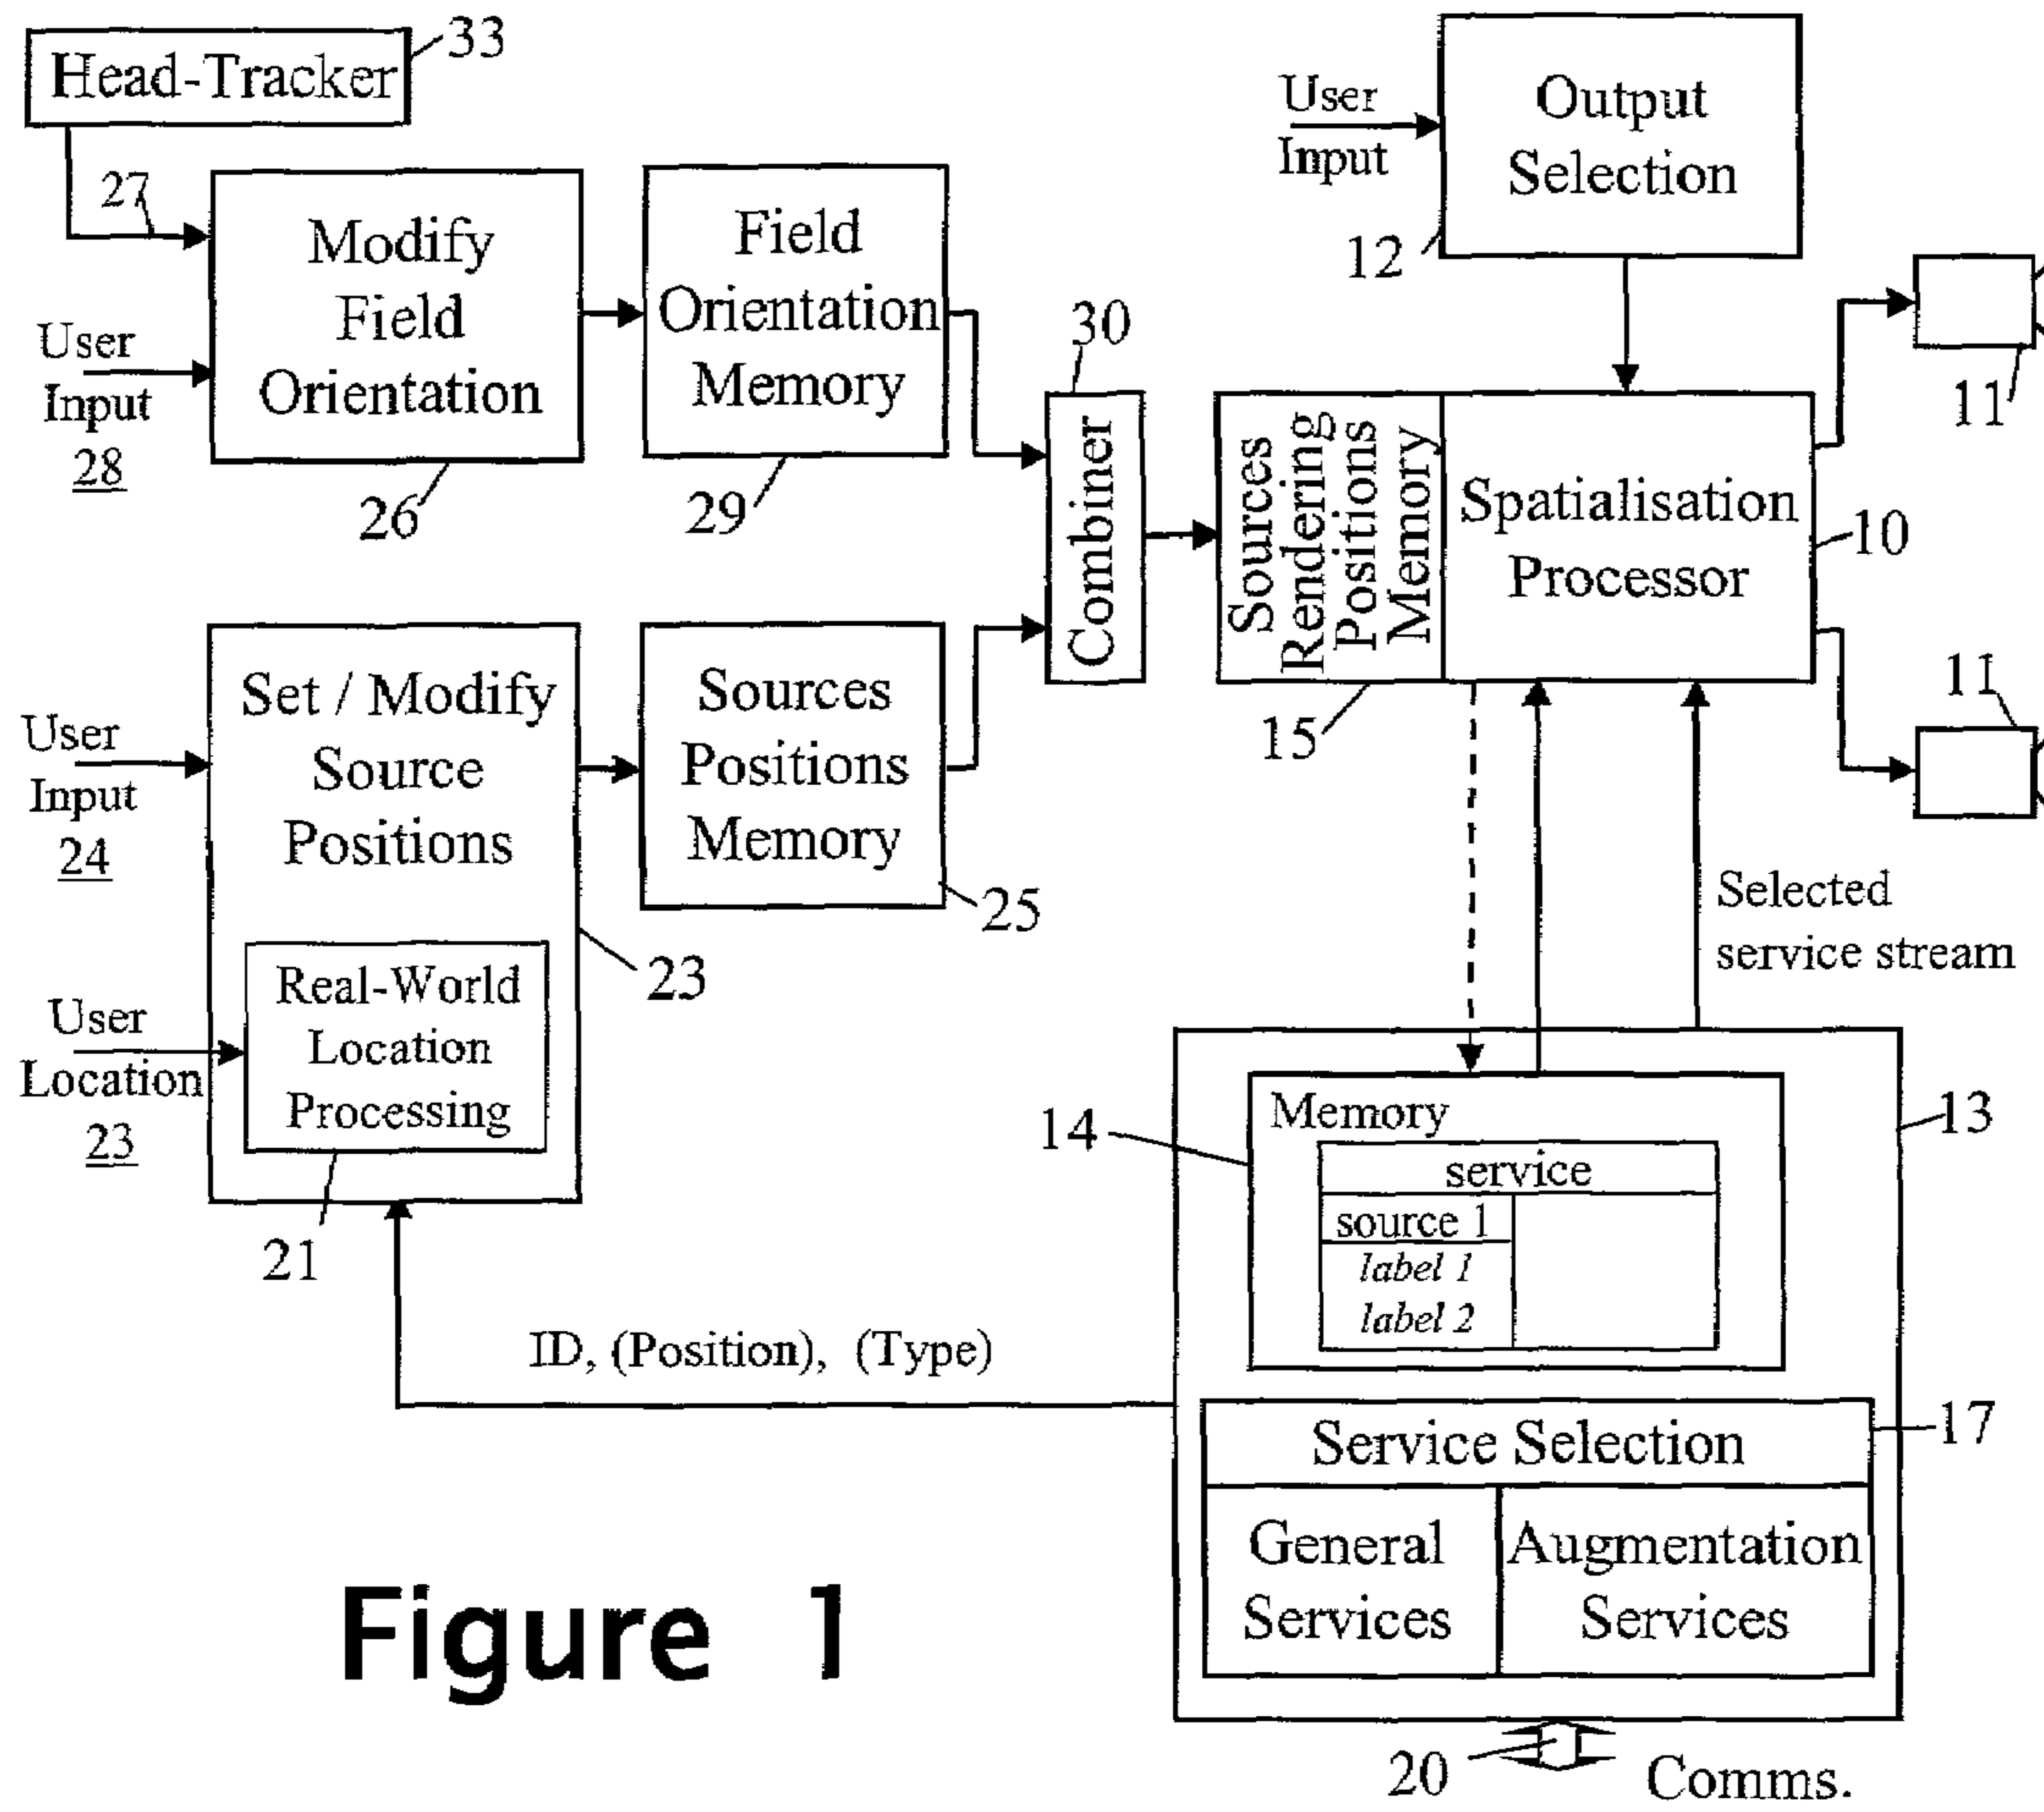 Head-Tracker
33
27
User
Input
28
Modify
Field
Orientation
26
Field
Orientation
Memory
29
User
Input
Output
Selection
12
30
Combiner
Sources
Rendering
Positions
Memory
15
Spatialisation
Processor
10
11
11
User
Input
24
Set / Modify
Source
Positions
Sources
Positions
Memory
25
23
User
Location
23
Real-World
Location
Processing
21
Selected
service stream
13
14
Memory
service
source 1
label 1
label 2
ID, (Position), (Type)
17
Service Selection
General
Services
Augmentation
Services
20
Comms.
Figure 1